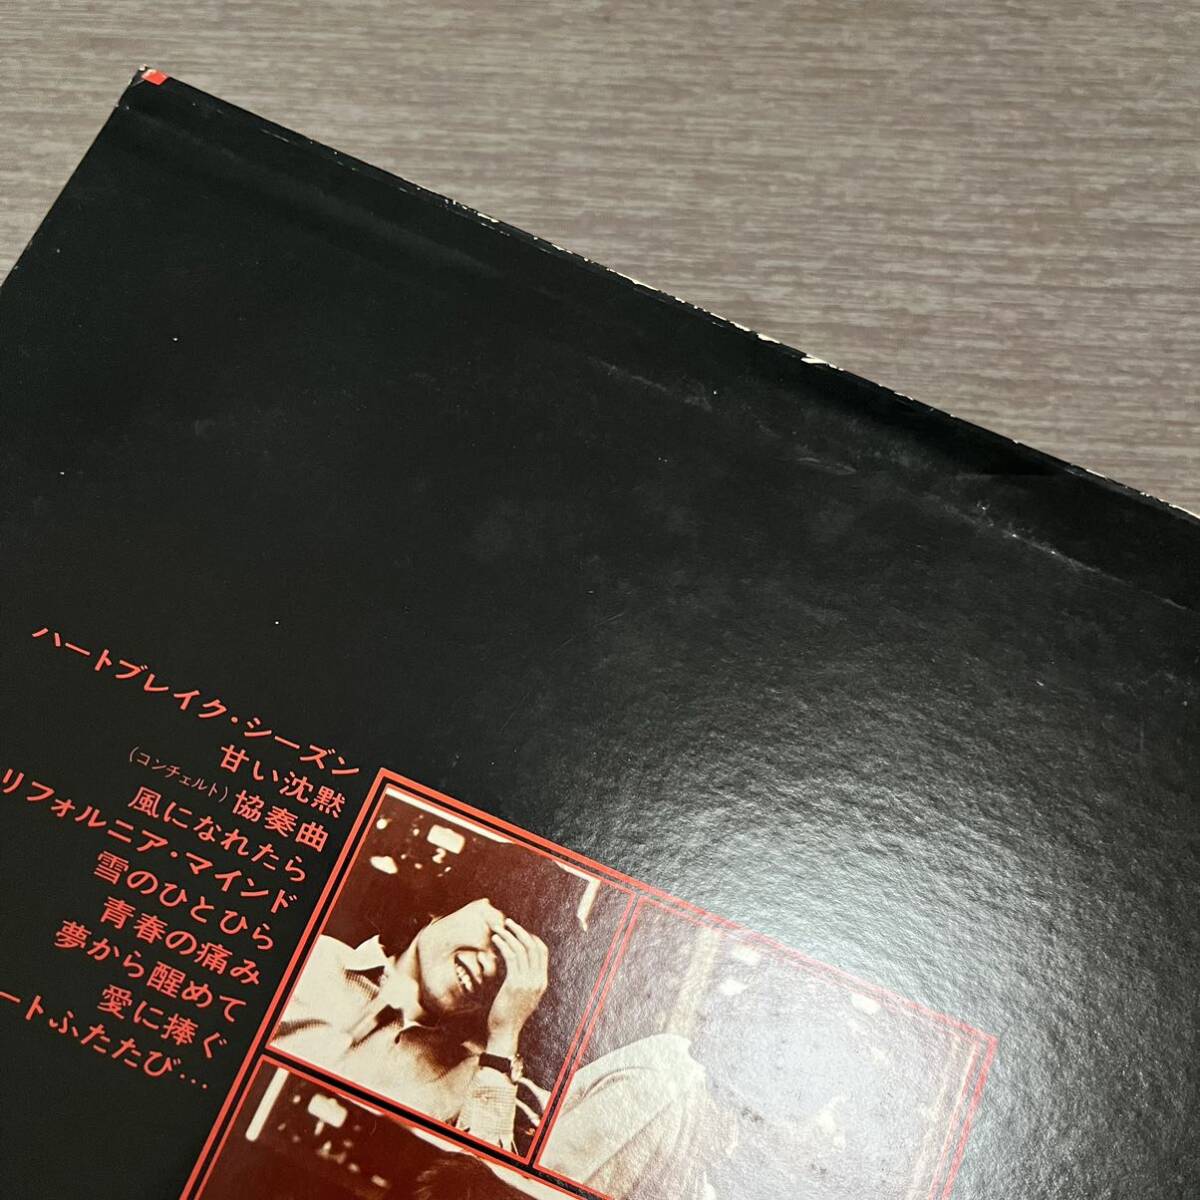 ハートブレイク・シーズン
甘い沈黙
(コンチェルト)協奏曲
風になれたら
リフォルニア・マインド
雪のひとひら
青春の痛み
夢から醒めて
愛に捧ぐ
ートふたたび…